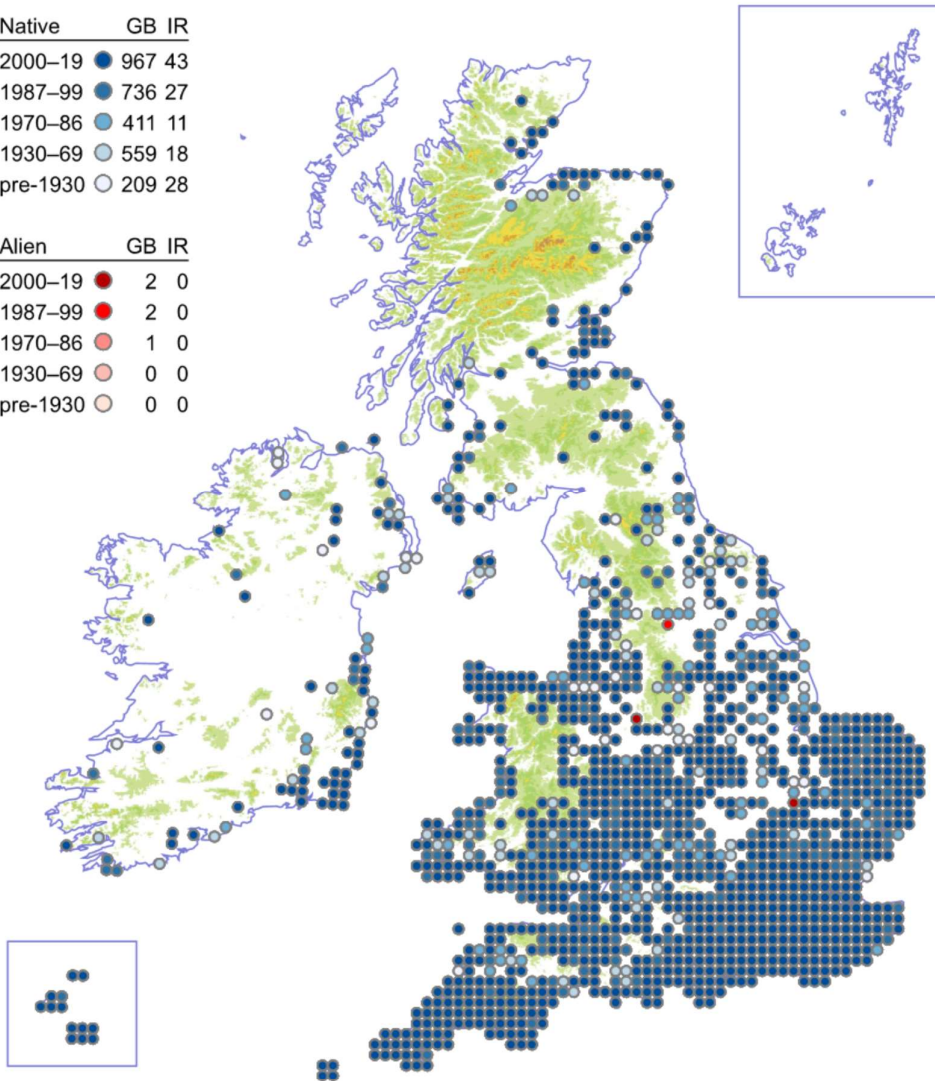 Native GB IR
2000–19 967 43
1987–99 736 27
1970–86 411 11
1930–69 559 18
pre-1930 209 28
Alien GB IR
2000–19 2 0
1987–99 2 0
1970–86 1 0
1930–69 0 0
pre-1930 0 0